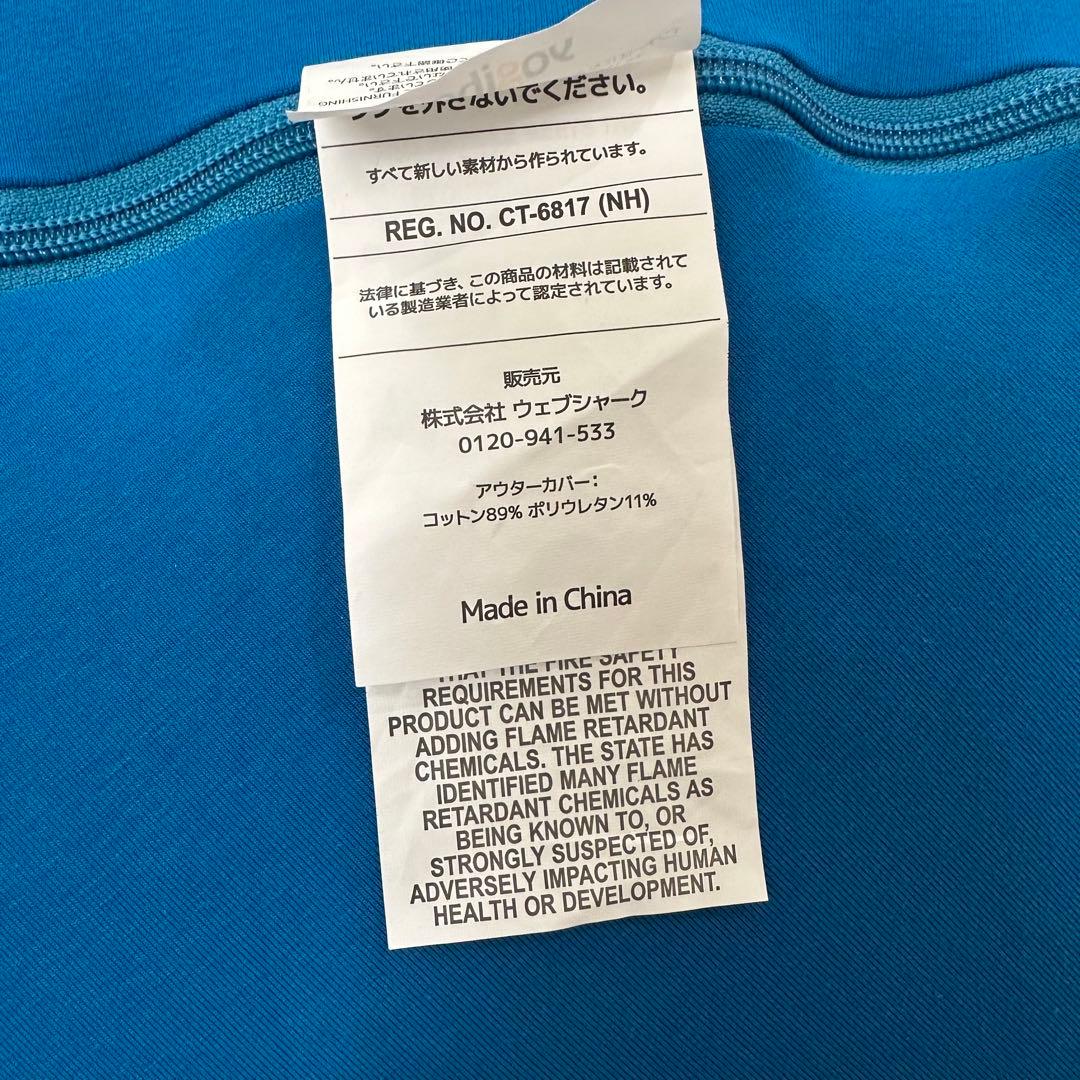 FURNISHING
タグを外さないでください。
すべて新しい素材から作られています。
REG. NO. CT-6817 (NH)
法律に基づき、この商品の材料は記載されて
いる製造業者によって認定されています。
販売元
株式会社 ウェブシャーク
0120-941-533
アウターカバー：
コットン89% ポリウレタン11%
Made in China
THAT THE FIRE SAFETY
REQUIREMENTS FOR THIS
PRODUCT CAN BE MET WITHOUT
ADDING FLAME RETARDANT
CHEMICALS. THE STATE HAS
IDENTIFIED MANY FLAME
RETARDANT CHEMICALS AS
BEING KNOWN TO, OR
STRONGLY SUSPECTED OF,
ADVERSELY IMPACTING HUMAN
HEALTH OR DEVELOPMENT.